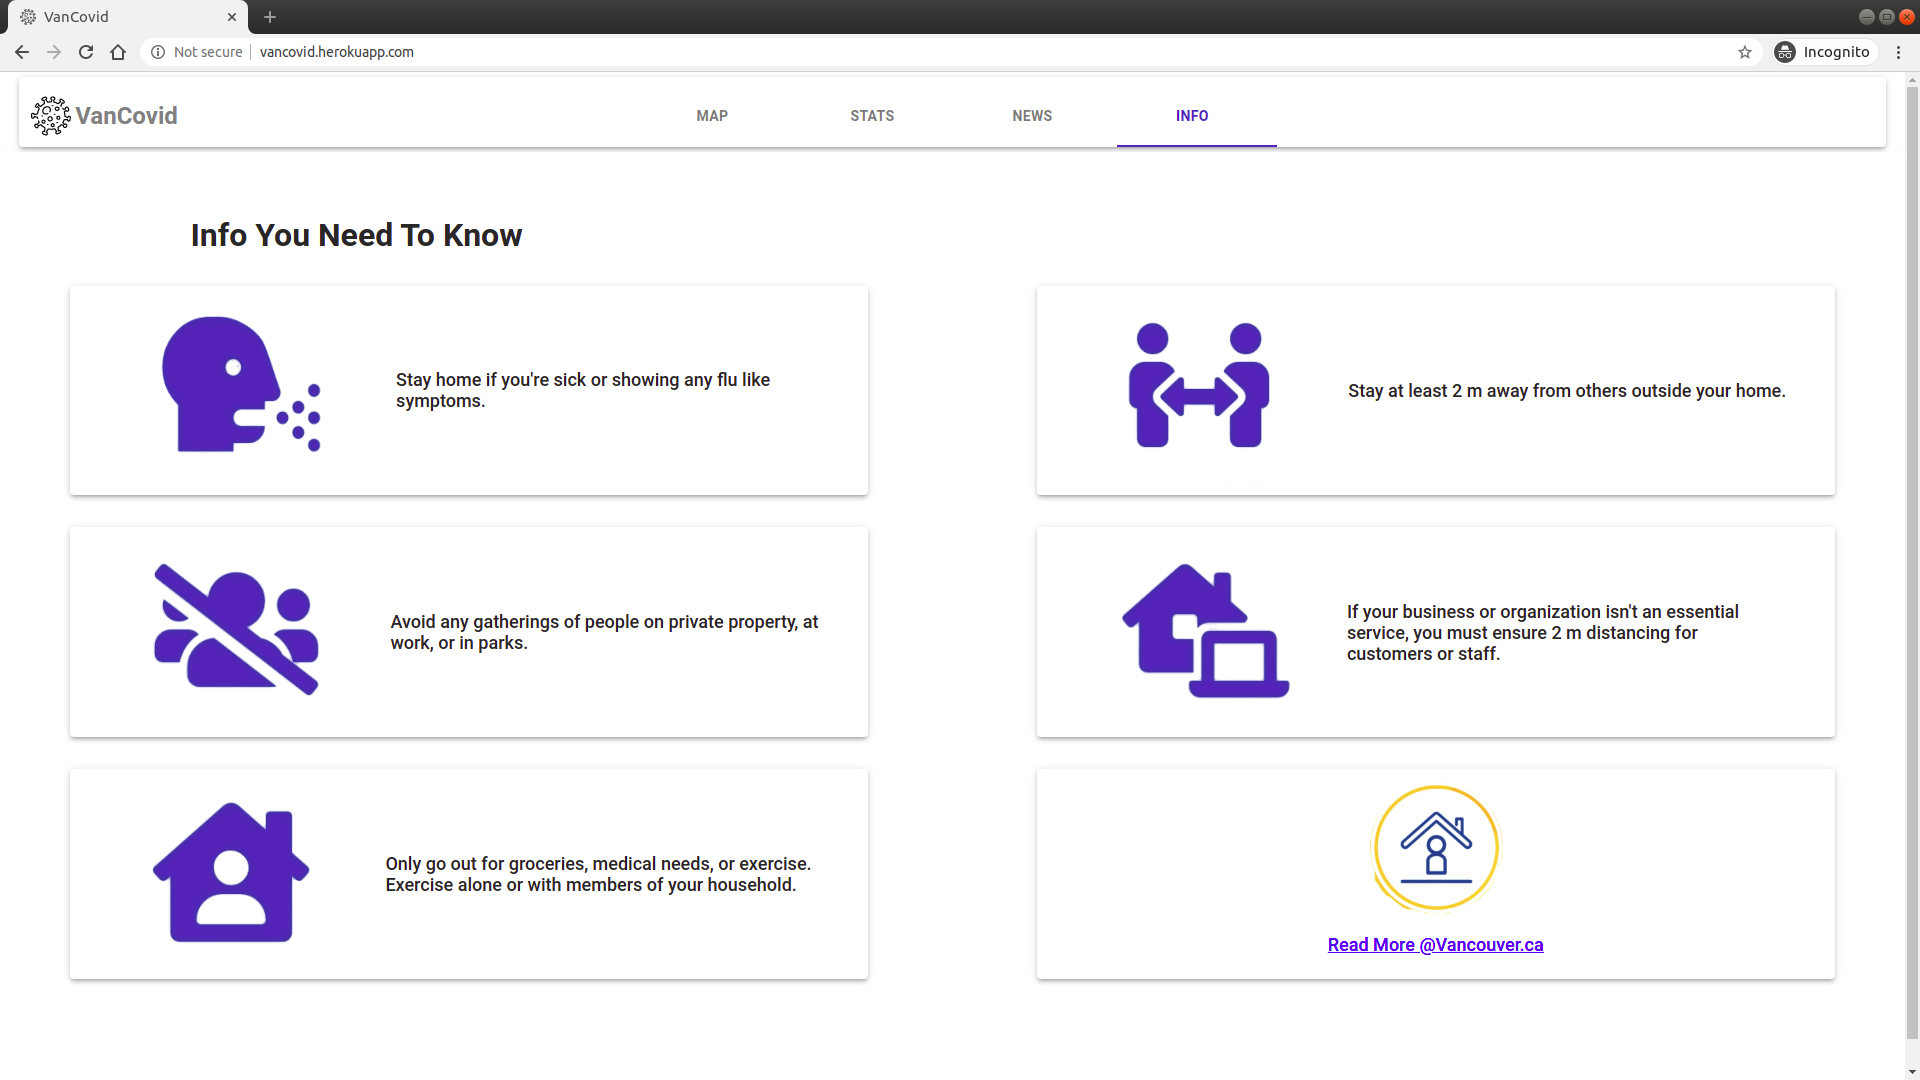 VanCovid
Not secure
vancovid.herokuapp.com
Incognito
VanCovid
MAP
STATS
NEWS
INFO
Info You Need To Know
Stay home if you're sick or showing any flu like
symptoms.
Stay at least 2 m away from others outside your home.
Avoid any gatherings of people on private property, at
work, or in parks.
If your business or organization isn't an essential
service, you must ensure 2 m distancing for
customers or staff.
Only go out for groceries, medical needs, or exercise.
Exercise alone or with members of your household.
Read More @Vancouver.ca